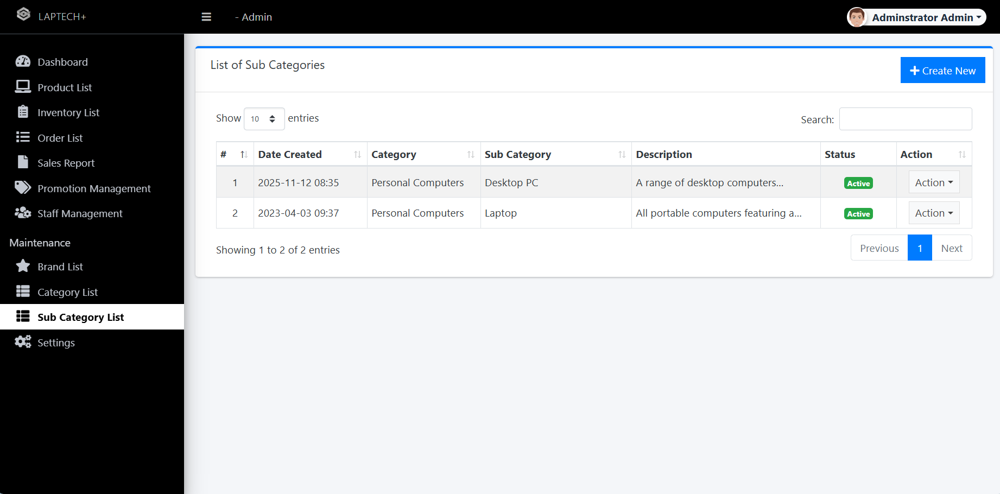 LAPTECH+
- Admin
Adminstrator Admin
Dashboard
Product List
Inventory List
Order List
Sales Report
Promotion Management
Staff Management
Maintenance
Brand List
Category List
Sub Category List
Settings
List of Sub Categories
Create New
Show 10 entries
Search:
# Date Created Category Sub Category Description Status Action
1 2025-11-12 08:35 Personal Computers Desktop PC A range of desktop computers... Active Action
2 2023-04-03 09:37 Personal Computers Laptop All portable computers featuring a... Active Action
Showing 1 to 2 of 2 entries
Previous 1 Next